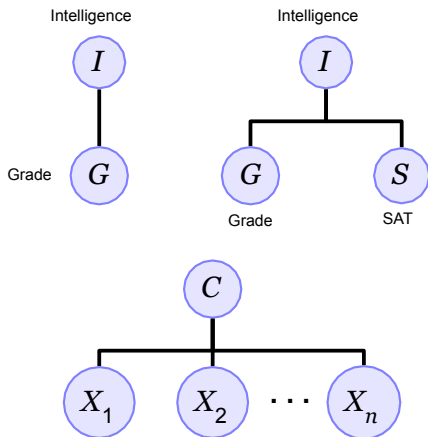 Intelligence
I
Grade
G
Intelligence
I
G
S
Grade
SAT
C
X1
X2
···
Xn